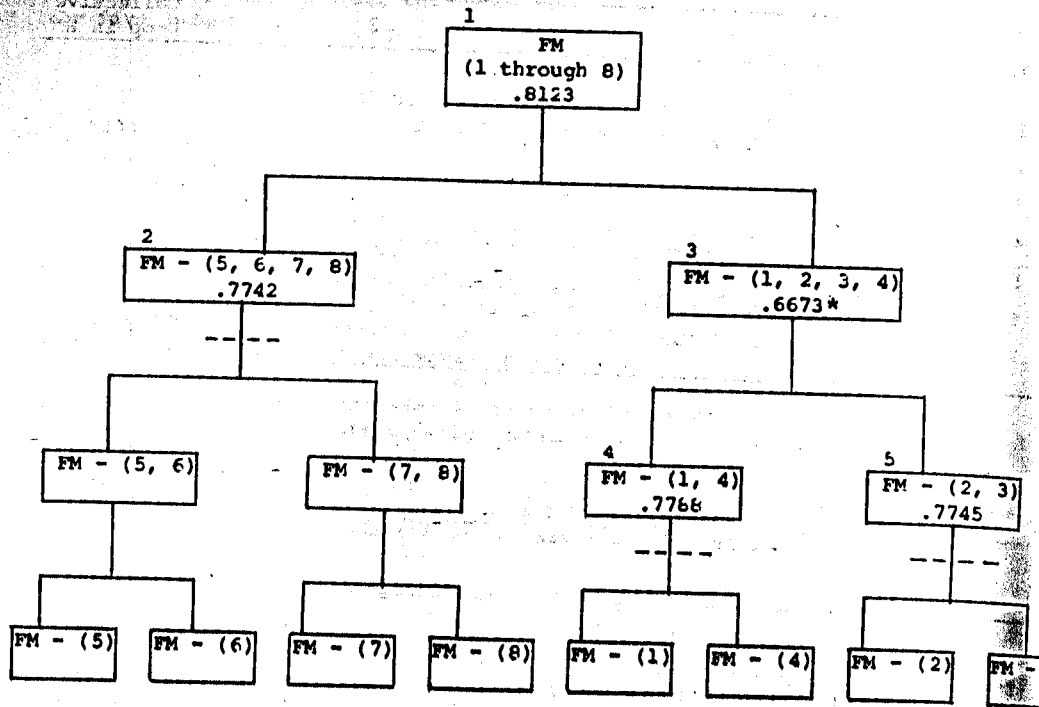 1
FM
(1 through 8)
.8123
2
FM - (5, 6, 7, 8)
.7742
3
FM - (1, 2, 3, 4)
.6673*
FM - (5, 6)
FM - (7, 8)
4
FM - (1, 4)
.7768
5
FM - (2, 3)
.7745
FM - (5)
FM - (6)
FM - (7)
FM - (8)
FM - (1)
FM - (4)
FM - (2)
FM -